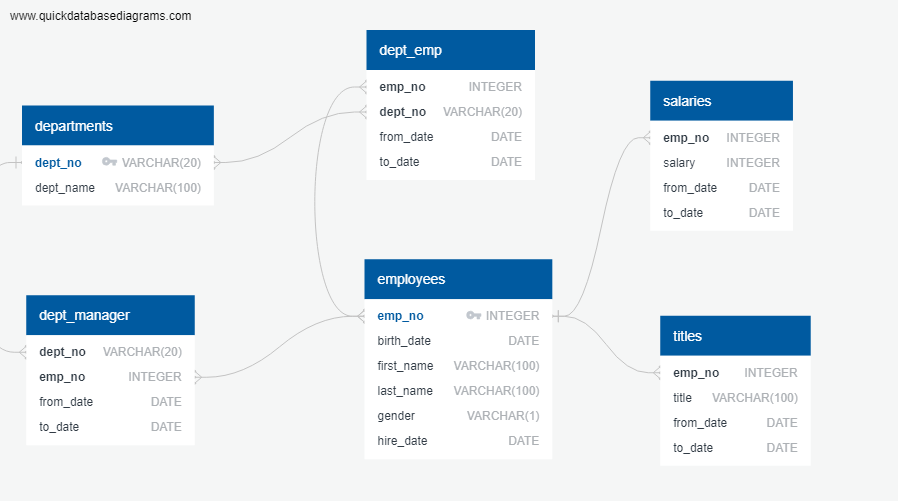 www.quickdatabasediagrams.com
dept_emp
emp_no INTEGER
dept_no VARCHAR(20)
from_date DATE
to_date DATE
salaries
emp_no INTEGER
salary INTEGER
from_date DATE
to_date DATE
departments
dept_no VARCHAR(20)
dept_name VARCHAR(100)
employees
emp_no INTEGER
birth_date DATE
first_name VARCHAR(100)
last_name VARCHAR(100)
gender VARCHAR(1)
hire_date DATE
dept_manager
dept_no VARCHAR(20)
emp_no INTEGER
from_date DATE
to_date DATE
titles
emp_no INTEGER
title VARCHAR(100)
from_date DATE
to_date DATE